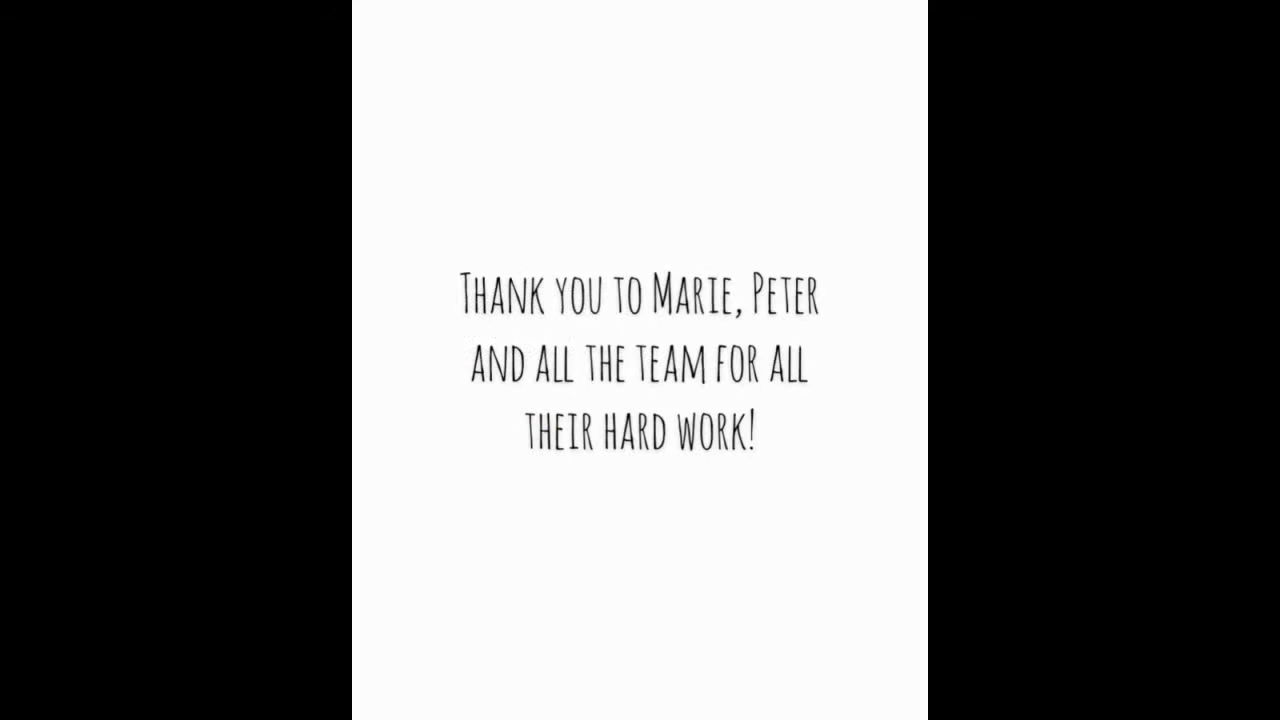 Thank you to Marie, Peter
and all the team for all
their hard work!